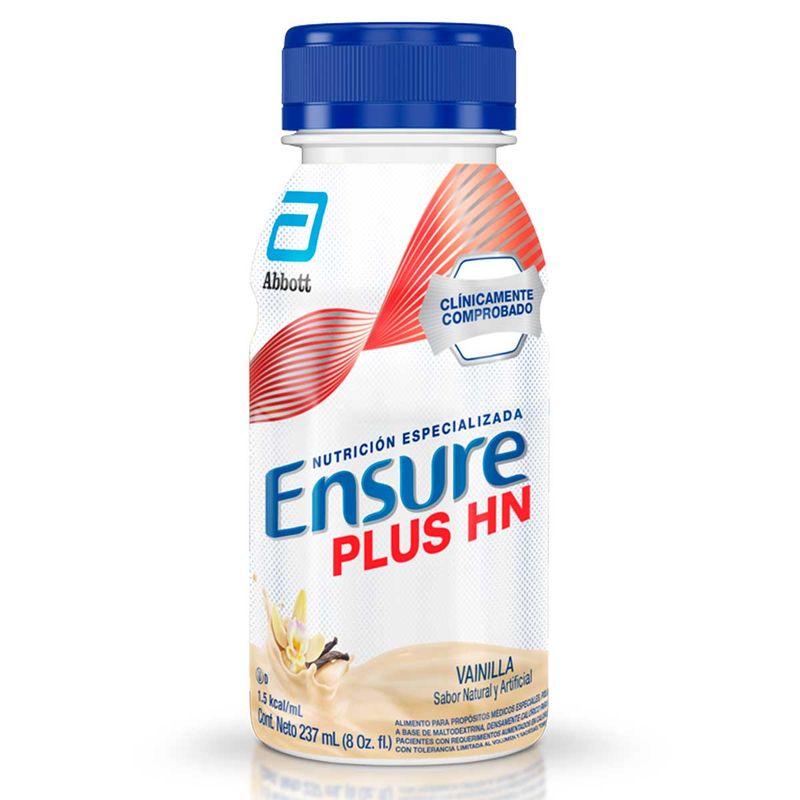 Abbott
CLÍNICAMENTE
COMPROBADO
NUTRICIÓN ESPECIALIZADA
Ensure
PLUS HN
VAINILLA
Sabor Natural y Artificial
D
1.5 kcal/mL
Cont. Neto 237 mL (8 Oz. fl.)
ALIMENTO PARA PROPÓSITOS MÉDICOS ESPECIALES,
A BASE DE MALTODEXTRINA, DENSAMENTE CALÓRICO
PACIENTES CON REQUERIMIENTOS AUMENTADOS EN
CON TOLERANCIA LIMITADA AL VOLUMEN Y